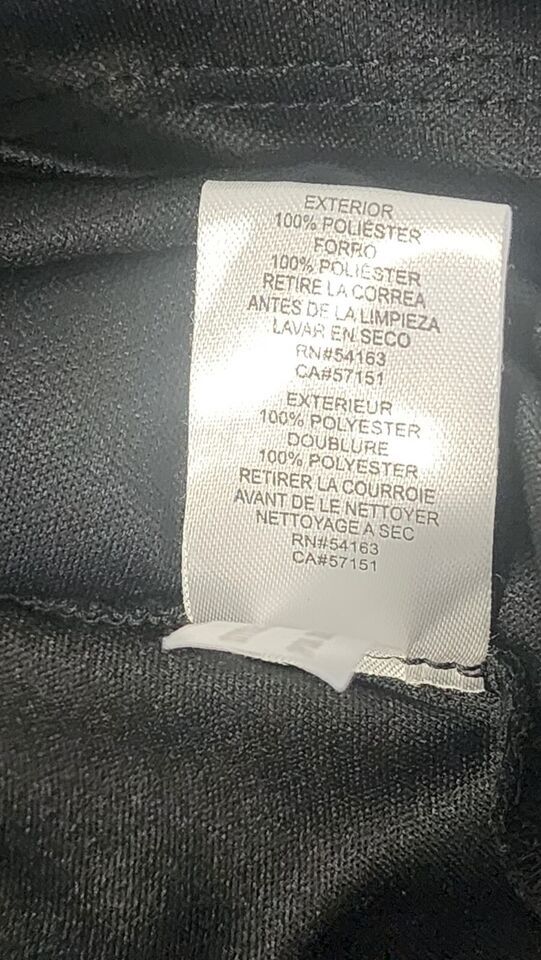 EXTERIOR
100% POLIÉSTER
FORRO
100% POLIÉSTER
RETIRE LA CORREA
ANTES DE LA LIMPIEZA
LAVAR EN SECO
RN#54163
CA#57151
EXTERIEUR
100% POLYESTER
DOUBLURE
100% POLYESTER
RETIRER LA COURROIE
AVANT DE LE NETTOYER
NETTOYAGE A SEC
RN#54163
CA#57151